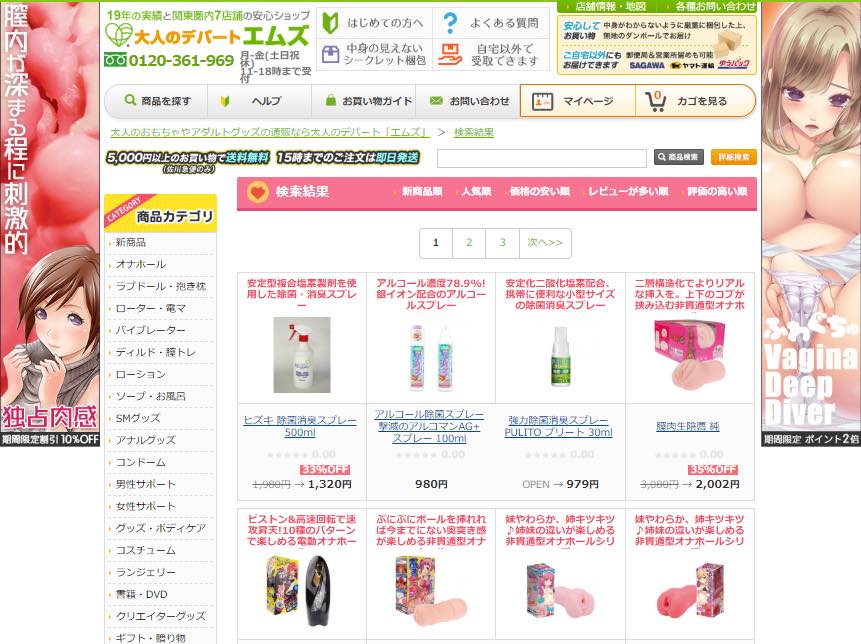 膣内が深まる程に刺激的
独占肉感
期間限定割引 10%OFF
19年の実績と関東圏内7店舗の安心ショップ
大人のデパートエムズ
0120-361-969
月-金(土日祝休)
11-18時まで受付
はじめての方へ
よくある質問
中身の見えない
シークレット梱包
自宅以外で
受取できます
店舗情報・地図
各種お問い合わせ
安心して
お買い物
中身がわからないように厳重に梱包した上、
無地のダンボールでお届け
ご自宅以外にも
お届けできます
郵便局&営業所留めも可能
SAGAWA
ヤマト運輸
ゆうパック
商品を探す
ヘルプ
お買い物ガイド
お問い合わせ
マイページ
0
カゴを見る
大人のおもちゃやアダルトグッズの通販なら大人のデパート「エムズ」 > 検索結果
5,000円以上のお買い物で送料無料
(佐川急便のみ)
15時までのご注文は即日発送
商品検索
詳細検索
CATEGORY
商品カテゴリ
新商品
オナホール
ラブドール・抱き枕
ローター・電マ
バイブレーター
ディルド・膣トレ
ローション
ソープ・お風呂
SMグッズ
アナルグッズ
コンドーム
男性サポート
女性サポート
グッズ・ボディケア
コスチューム
ランジェリー
書籍・DVD
クリエイターグッズ
ギフト・贈り物
検索結果
新着商品順
人気順
価格の安い順
レビューが多い順
評価の高い順
1
2
3
次へ>>
安定型複合塩素製剤を使
用した除菌・消臭スプレ
ー
ヒズキ 除菌消臭スプレー
500ml
0.00
33%OFF
1,980円 → 1,320円
アルコール濃度78.9%!
銀イオン配合のアルコー
ルスプレー
アルコール除菌スプレー
撃滅のアルコマンAG+
スプレー 100ml
0.00
980円
安定化二酸化塩素配合、
携帯に便利な小型サイズ
の除菌消臭スプレー
強力除菌消臭スプレー
PULITO プリート 30ml
0.00
OPEN → 979円
二層構造化でよりリアル
な挿入を。上下のコブが
挟み込む非貫通型オナホ
膣肉生除膺 純
0.00
35%OFF
3,080円 → 2,002円
ピストン&高速回転で速
攻昇天!10種のパターン
で楽しめる電動オナホー
ぷにぷにボールを挿れれ
ば今までにない奥突き感
が楽しめる非貫通型オナ
妹やわらか、姉キツキツ
♪姉妹の違いが楽しめる
非貫通型オナホールシリ
妹やわらか、姉キツキツ
♪姉妹の違いが楽しめる
非貫通型オナホールシリ
ふわぐちゅ
Vagina
Deep
Diver
期間限定 ポイント2倍